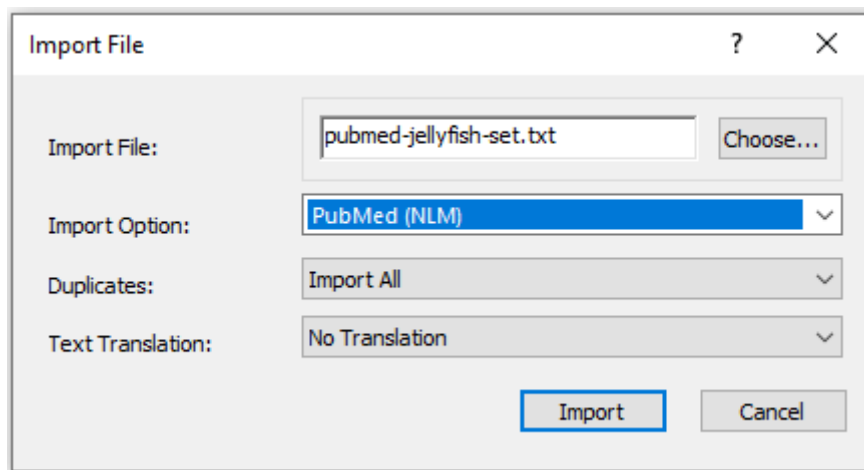 Import File ?
Import File: pubmed-jellyfish-set.txt Choose...
Import Option: PubMed (NLM)
Duplicates: Import All
Text Translation: No Translation
Import Cancel